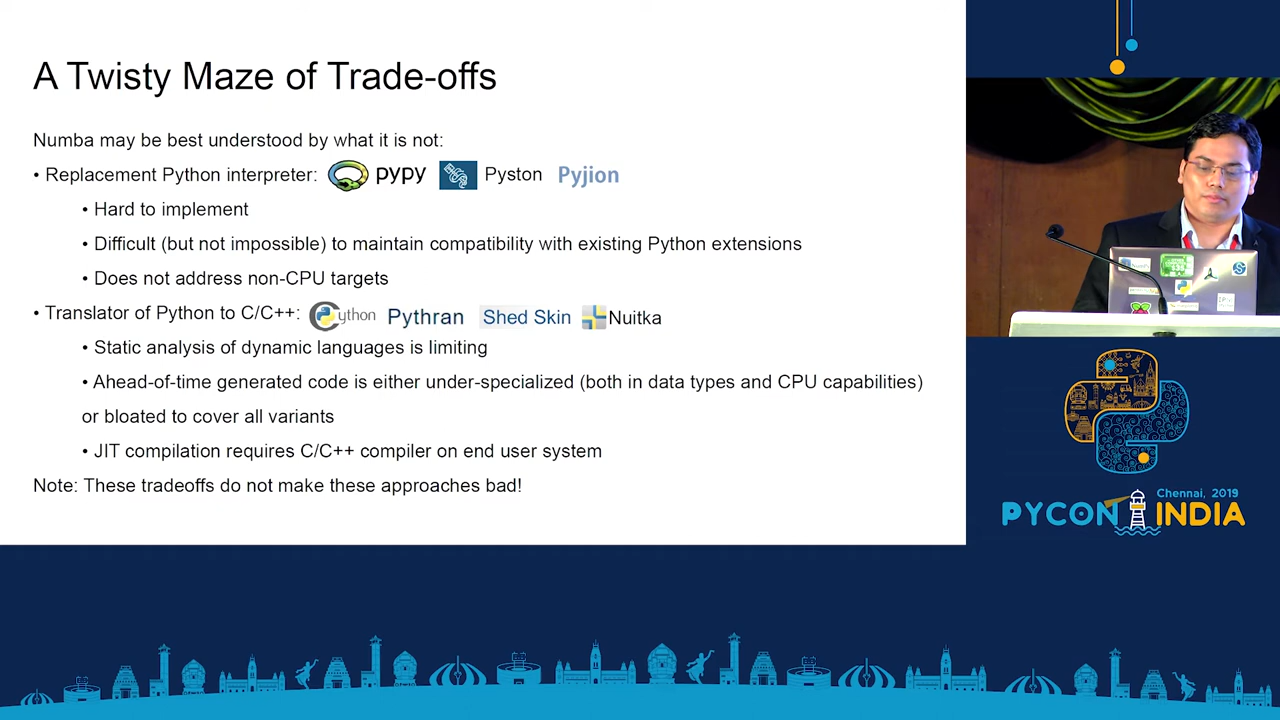 A Twisty Maze of Trade-offs
Numba may be best understood by what it is not:
• Replacement Python interpreter: pypy Pyston Pyjion
• Hard to implement
• Difficult (but not impossible) to maintain compatibility with existing Python extensions
• Does not address non-CPU targets
• Translator of Python to C/C++: Cython Pythran Shed Skin Nuitka
• Static analysis of dynamic languages is limiting
• Ahead-of-time generated code is either under-specialized (both in data types and CPU capabilities)
or bloated to cover all variants
• JIT compilation requires C/C++ compiler on end user system
Note: These tradeoffs do not make these approaches bad!
Chennai, 2019
PYCON INDIA